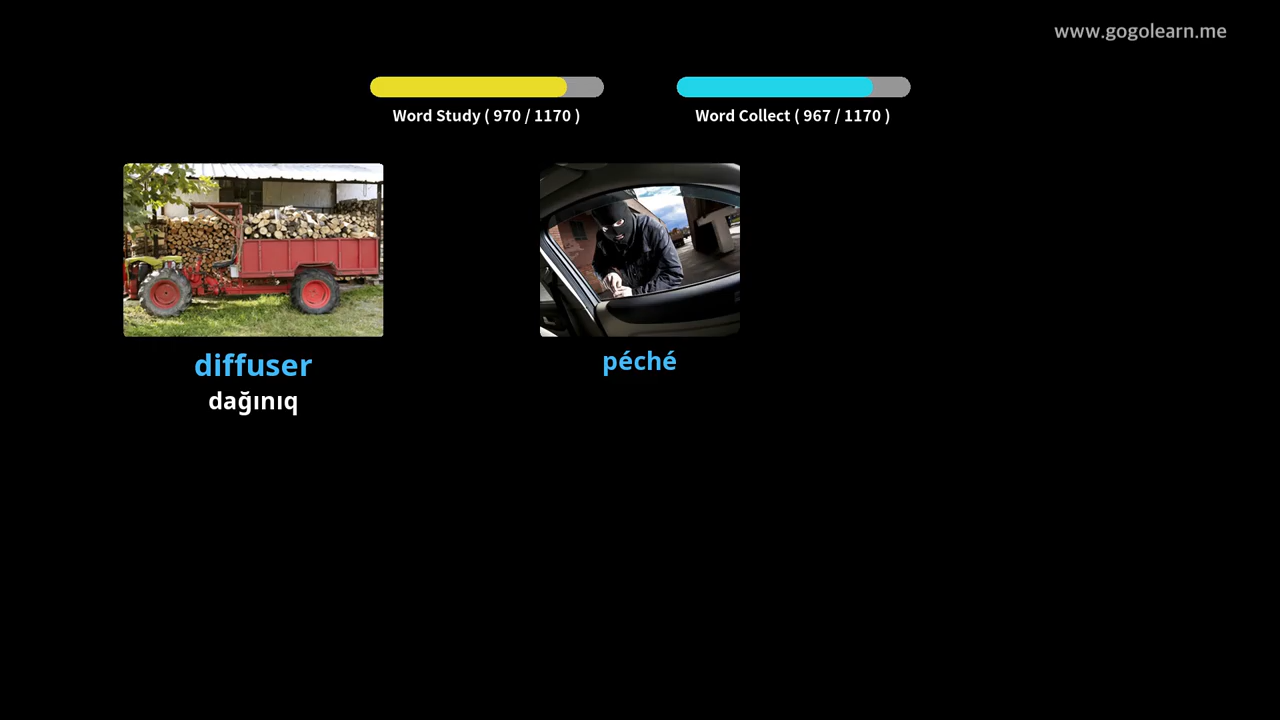 www.gogolearn.me
Word Study ( 970 / 1170 )
Word Collect ( 967 / 1170 )
diffuser
dağınıq
péché